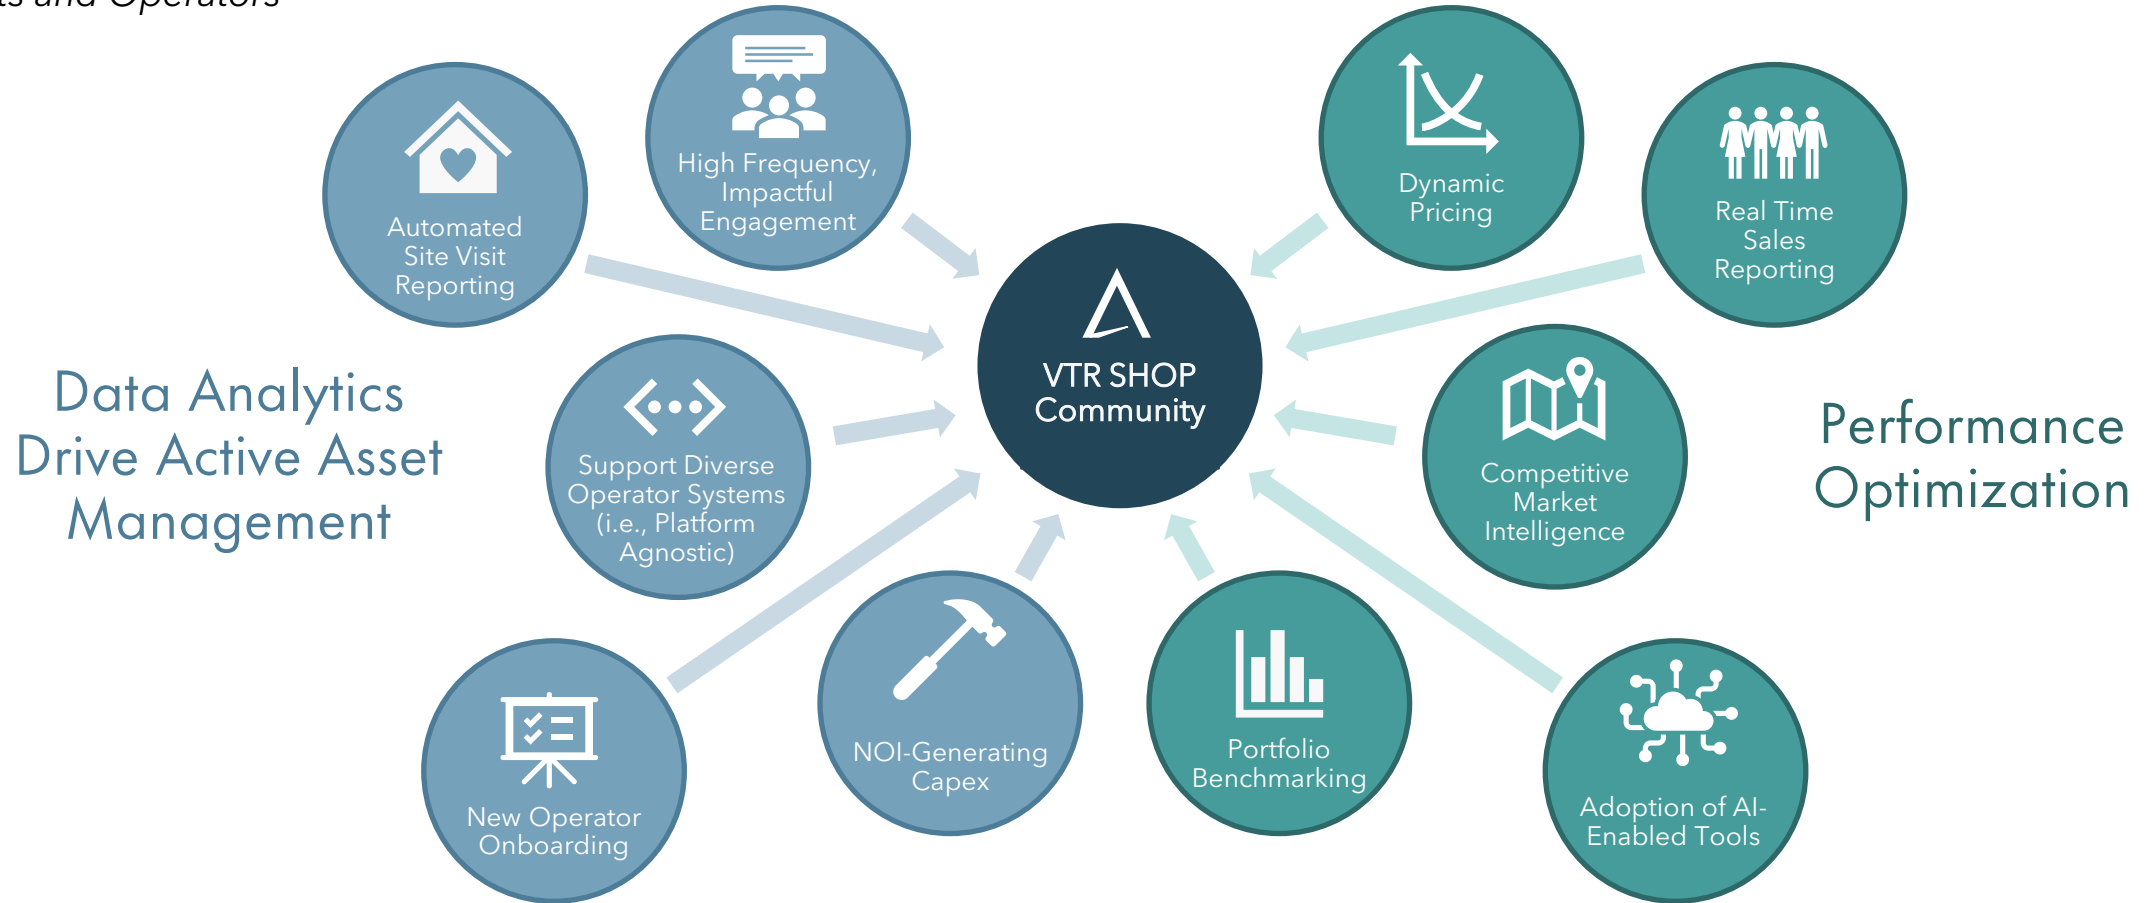 and Operators
High Frequency,
Impactful
Engagement
Automated
Site Visit
Reporting
Dynamic
Pricing
Real Time
Sales
Reporting
VTR SHOP
Community
Data Analytics
Drive Active Asset
Management
Support Diverse
Operator Systems
(i.e., Platform
Agnostic)
Competitive
Market
Intelligence
Performance
Optimization
New Operator
Onboarding
NOI-Generating
Capex
Portfolio
Benchmarking
Adoption of AI-
Enabled Tools